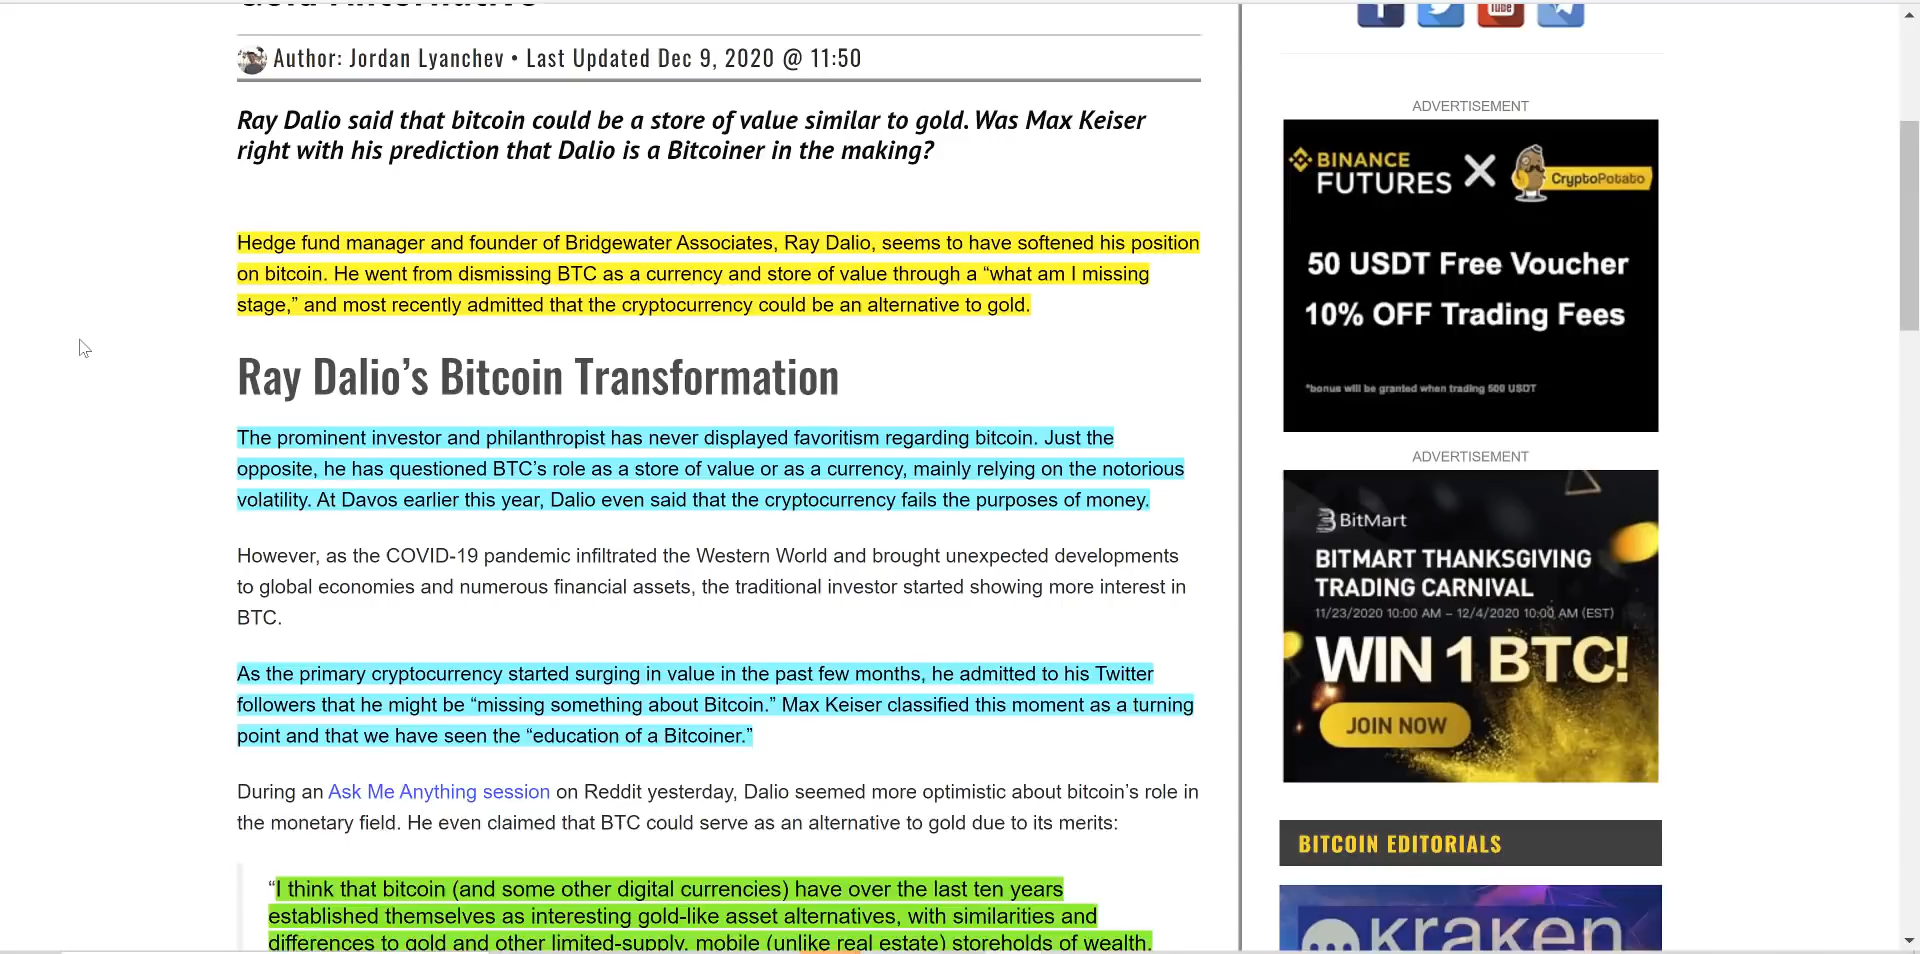 Author: Jordan Lyanchev • Last Updated Dec 9, 2020 @ 11:50
Ray Dalio said that bitcoin could be a store of value similar to gold. Was Max Keiser
right with his prediction that Dalio is a Bitcoiner in the making?
Hedge fund manager and founder of Bridgewater Associates, Ray Dalio, seems to have softened his position
on bitcoin. He went from dismissing BTC as a currency and store of value through a “what am I missing
stage,” and most recently admitted that the cryptocurrency could be an alternative to gold.
Ray Dalio’s Bitcoin Transformation
The prominent investor and philanthropist has never displayed favoritism regarding bitcoin. Just the
opposite, he has questioned BTC’s role as a store of value or as a currency, mainly relying on the notorious
volatility. At Davos earlier this year, Dalio even said that the cryptocurrency fails the purposes of money.
However, as the COVID-19 pandemic infiltrated the Western World and brought unexpected developments
to global economies and numerous financial assets, the traditional investor started showing more interest in
BTC.
As the primary cryptocurrency started surging in value in the past few months, he admitted to his Twitter
followers that he might be “missing something about Bitcoin.” Max Keiser classified this moment as a turning
point and that we have seen the “education of a Bitcoiner.”
During an Ask Me Anything session on Reddit yesterday, Dalio seemed more optimistic about bitcoin’s role in
the monetary field. He even claimed that BTC could serve as an alternative to gold due to its merits:
“I think that bitcoin (and some other digital currencies) have over the last ten years
established themselves as interesting gold-like asset alternatives, with similarities and
differences to gold and other limited-supply, mobile (unlike real estate) storeholds of wealth.
Tube
ADVERTISEMENT
BINANCE
FUTURES X CryptoPotato
50 USDT Free Voucher
10% OFF Trading Fees
*bonus will be granted when trading 500 USDT
ADVERTISEMENT
BitMart
BITMART THANKSGIVING
TRADING CARNIVAL
11/23/2020 10:00 AM – 12/4/2020 10:00 AM (EST)
WIN 1 BTC!
JOIN NOW
BITCOIN EDITORIALS
kraken